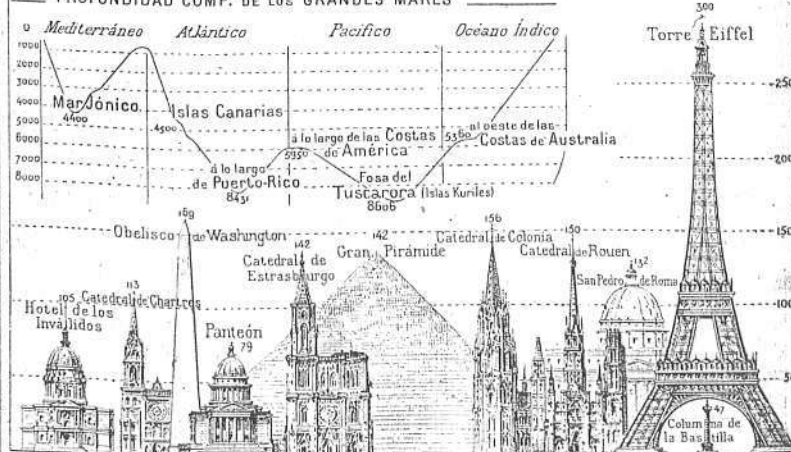 PROFUNDIDAD COMP. DE LOS GRANDES MARES
Mediterráneo Atlántico Pacífico Océano Índico
0
1000
2000
3000
4000
5000
6000
7000
8000
Mar Jónico
4400
Islas Canarias
4500
á lo largo
de Puerto-Rico
8431
á lo largo de las Costas
5950 de América
Fosa del
Tuscarora (Islas Kuriles)
8606
5360 al oeste de las
Costas de Australia
300
Torre Eiffel
250
200
150
100
50
169
Obelisco de Washington
142
Catedral de
Estrasburgo
142
Gran Pirámide
156
Catedral de Colonia
150
Catedral de Rouen
132
San Pedro de Roma
105
Hotel de los
Inválidos
113
Catedral de Chartres
Panteón
79
47
Columna de
la Bastilla